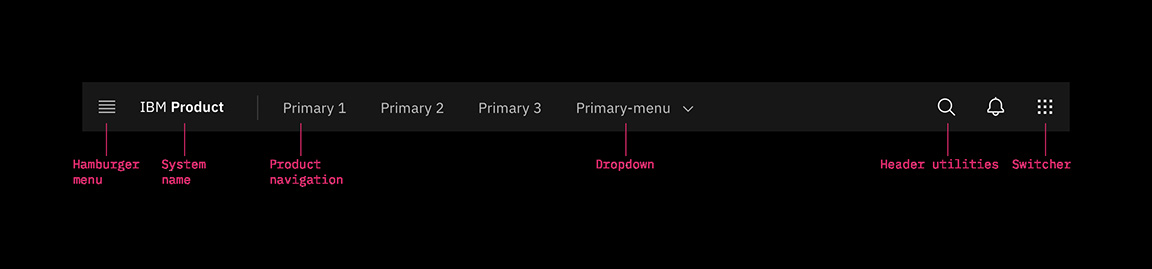 IBM Product
Primary 1
Primary 2
Primary 3
Primary-menu
Hamburger
menu
System
name
Product
navigation
Dropdown
Header utilities
Switcher